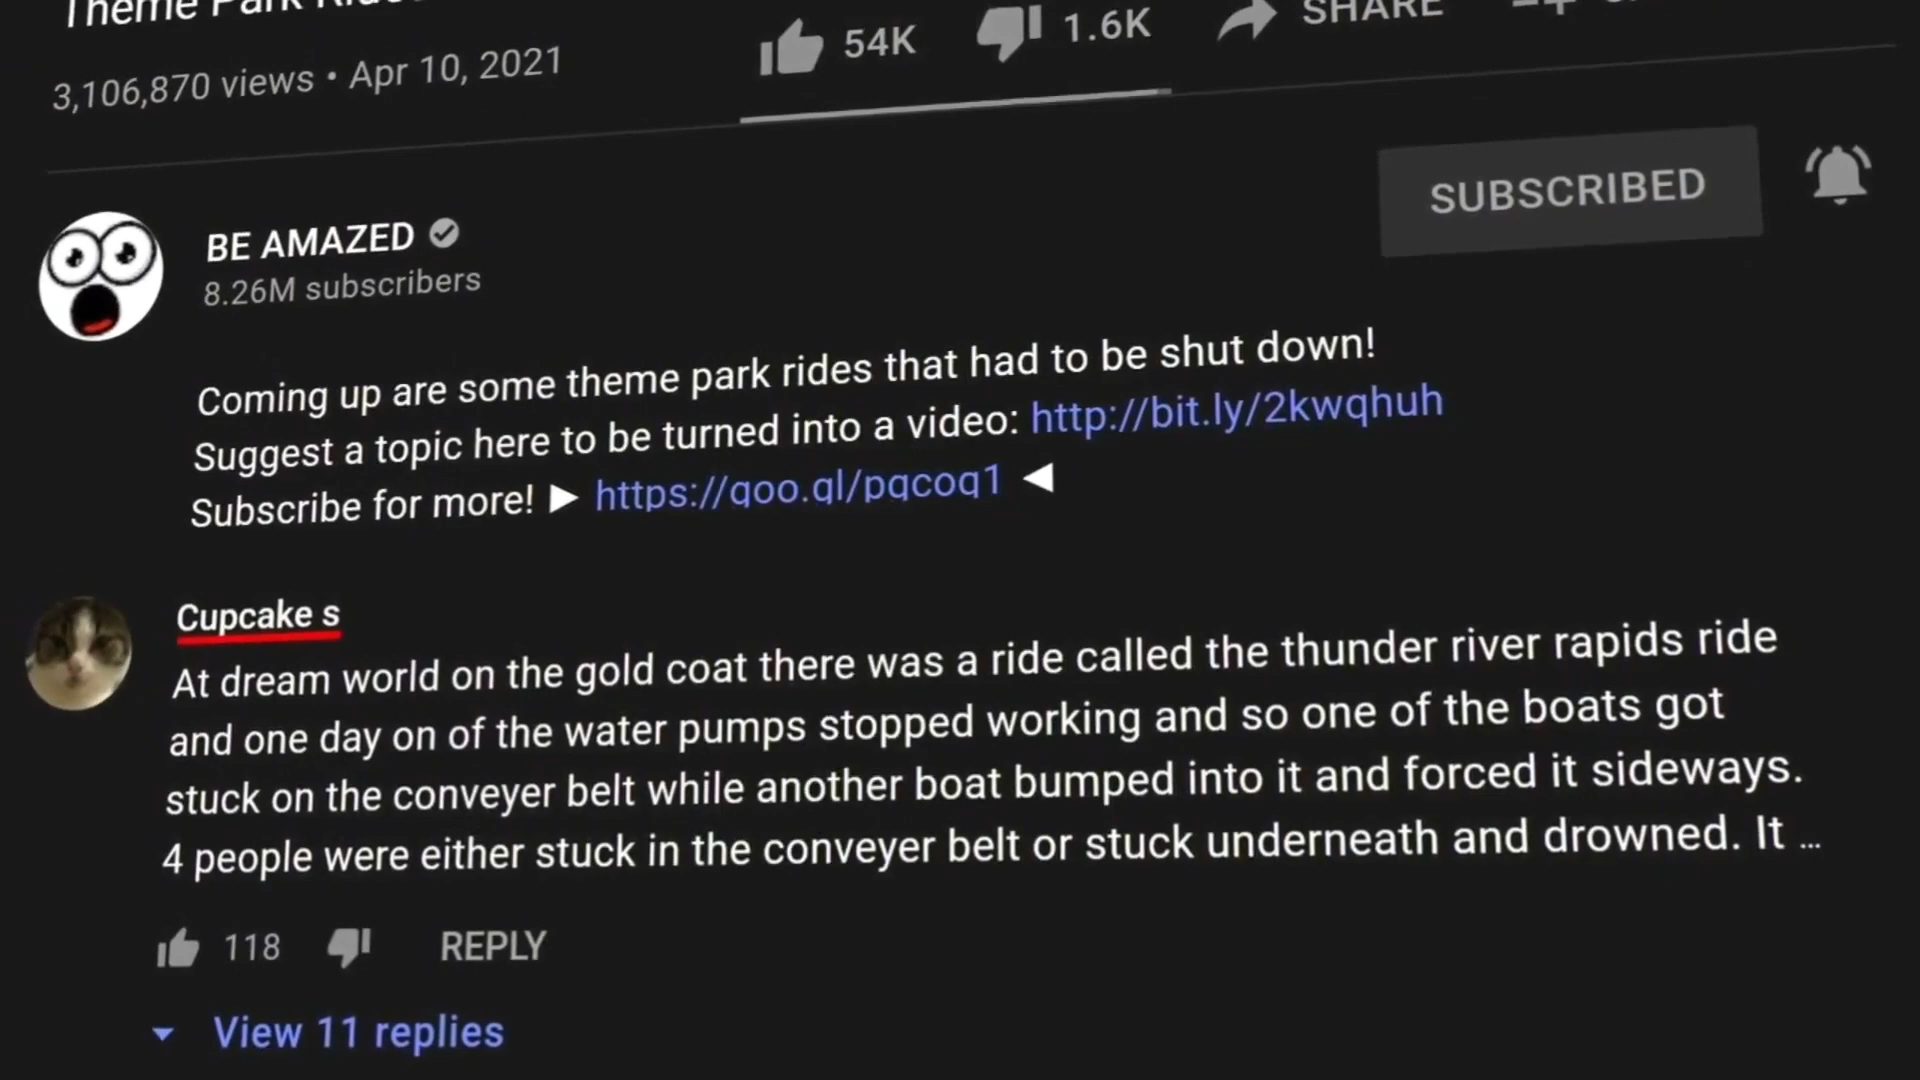 Theme Park
54K
1.6K
SHARE
3,106,870 views • Apr 10, 2021
SUBSCRIBED
BE AMAZED
8.26M subscribers
Coming up are some theme park rides that had to be shut down!
Suggest a topic here to be turned into a video: http://bit.ly/2kwqhuh
Subscribe for more! ▶ https://goo.gl/pgcoq1 ◀
Cupcake s
At dream world on the gold coat there was a ride called the thunder river rapids ride
and one day on of the water pumps stopped working and so one of the boats got
stuck on the conveyer belt while another boat bumped into it and forced it sideways.
4 people were either stuck in the conveyer belt or stuck underneath and drowned. It ...
118
REPLY
View 11 replies